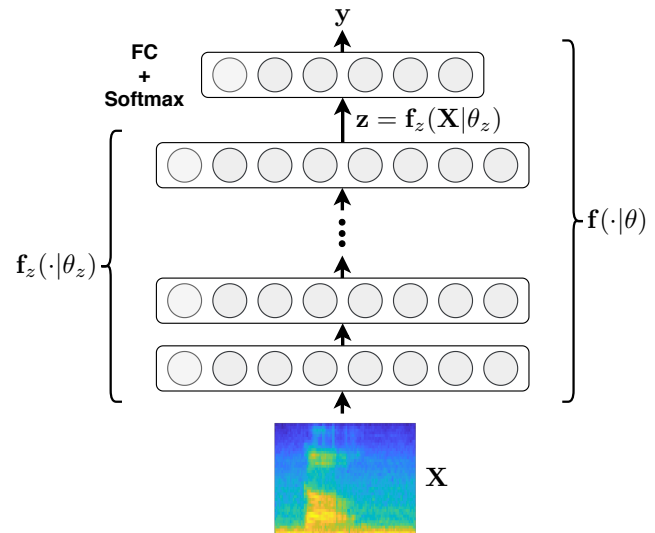 y
FC
+
Softmax
z = f_z(X|θ_z)
f_z(·|θ_z)
f(·|θ)
X